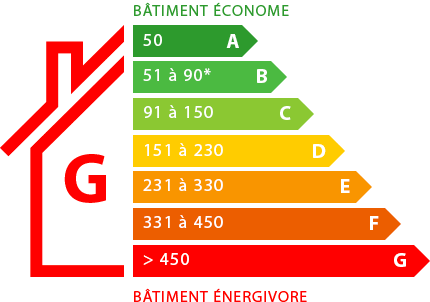 BÂTIMENT ÉCONOME
50 A
51 à 90* B
91 à 150 C
151 à 230 D
231 à 330 E
331 à 450 F
G
> 450 G
BÂTIMENT ÉNERGIVORE